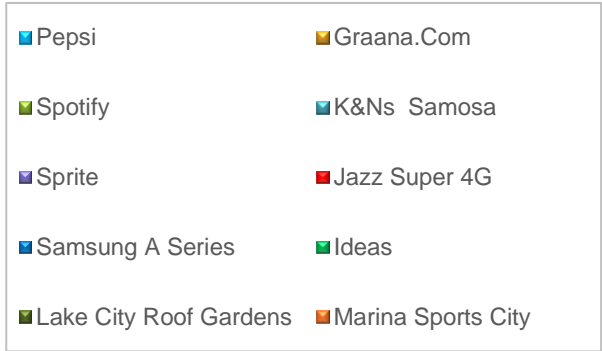 Pepsi
Graana.Com
Spotify
K&Ns  Samosa
Sprite
Jazz Super 4G
Samsung A Series
Ideas
Lake City Roof Gardens
Marina Sports City